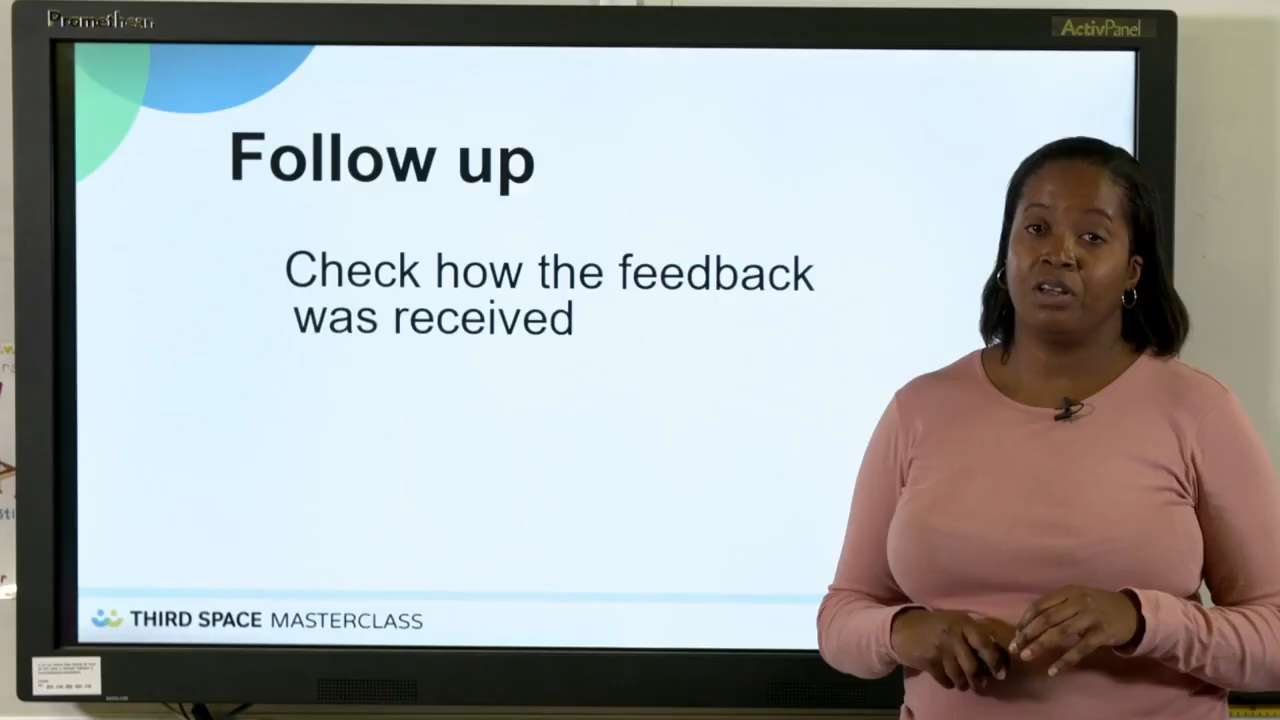 Promethean
ActivPanel
Follow up
Check how the feedback
was received
THIRD SPACE MASTERCLASS